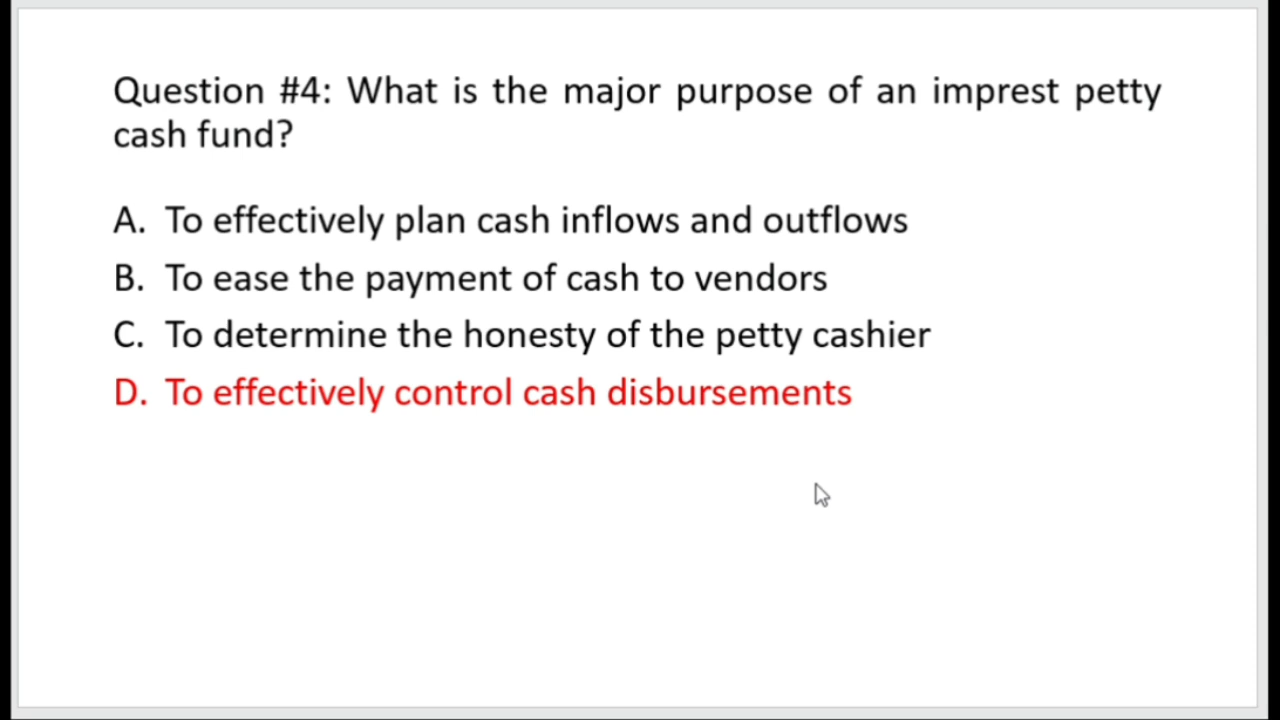 Question #4: What is the major purpose of an imprest petty
cash fund?
A. To effectively plan cash inflows and outflows
B. To ease the payment of cash to vendors
C. To determine the honesty of the petty cashier
D. To effectively control cash disbursements